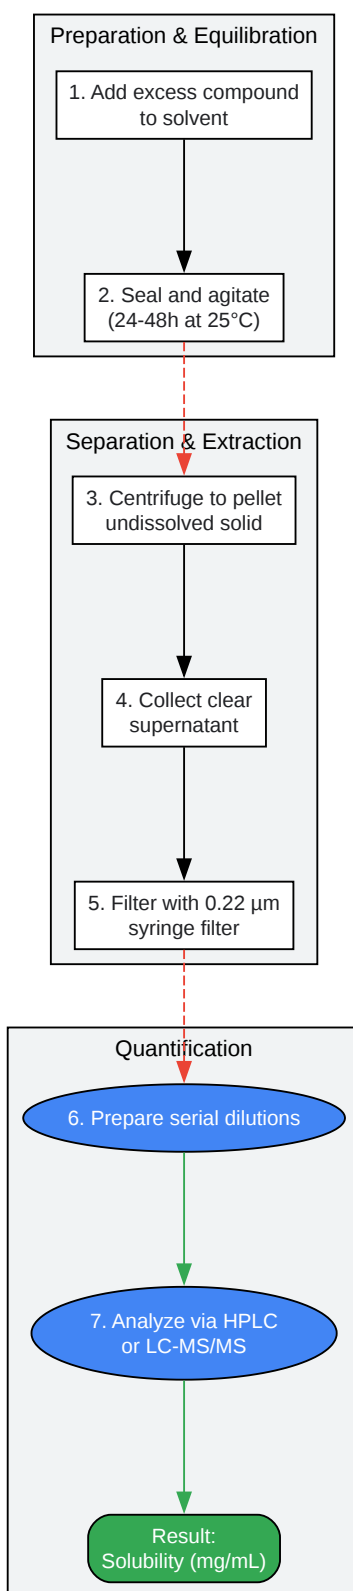 Preparation & Equilibration
1. Add excess compound
to solvent
2. Seal and agitate
(24-48h at 25°C)
Separation & Extraction
3. Centrifuge to pellet
undissolved solid
4. Collect clear
supernatant
5. Filter with 0.22 µm
syringe filter
Quantification
6. Prepare serial dilutions
7. Analyze via HPLC
or LC-MS/MS
Result:
Solubility (mg/mL)